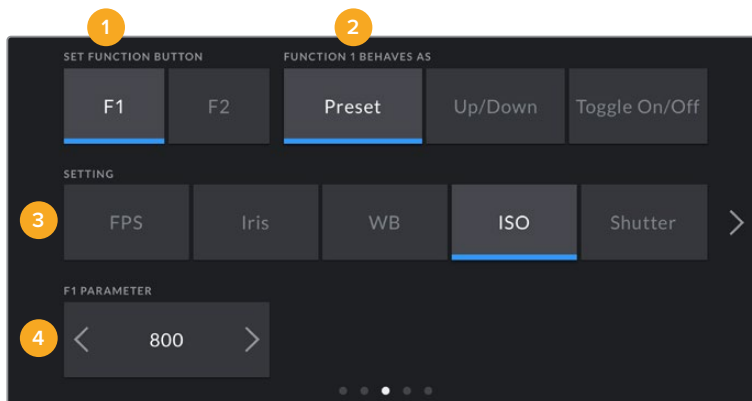 1 2
SET FUNCTION BUTTON FUNCTION 1 BEHAVES AS
F1 F2 Preset Up/Down Toggle On/Off
SETTING
3 FPS Iris WB ISO Shutter
F1 PARAMETER
4 800